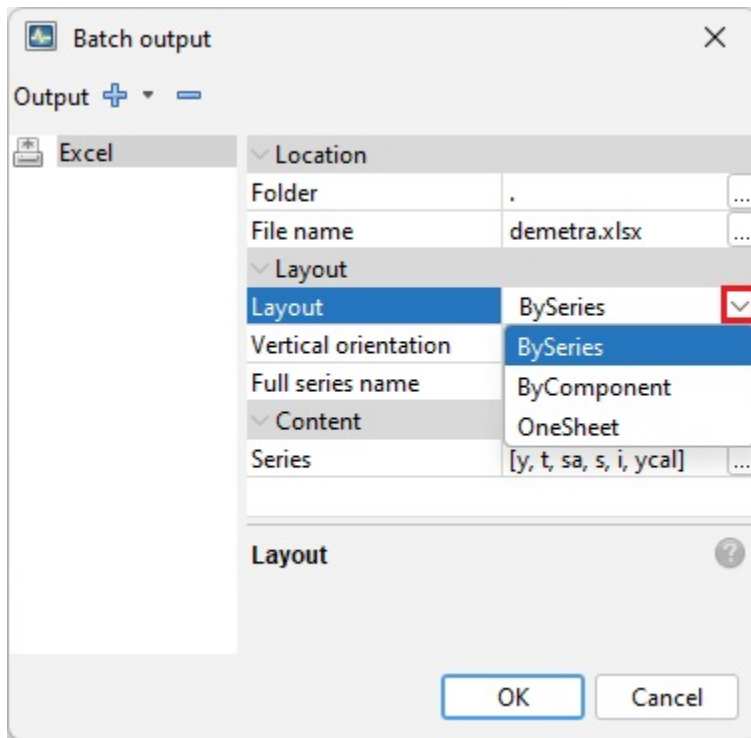 Batch output
Output
Excel
Location
Folder .
...
File name demetra.xlsx
...
Layout
Layout BySeries
Vertical orientation
BySeries
Full series name
ByComponent
Content
OneSheet
Series [y, t, sa, s, i, ycal]
...
Layout
?
OK Cancel